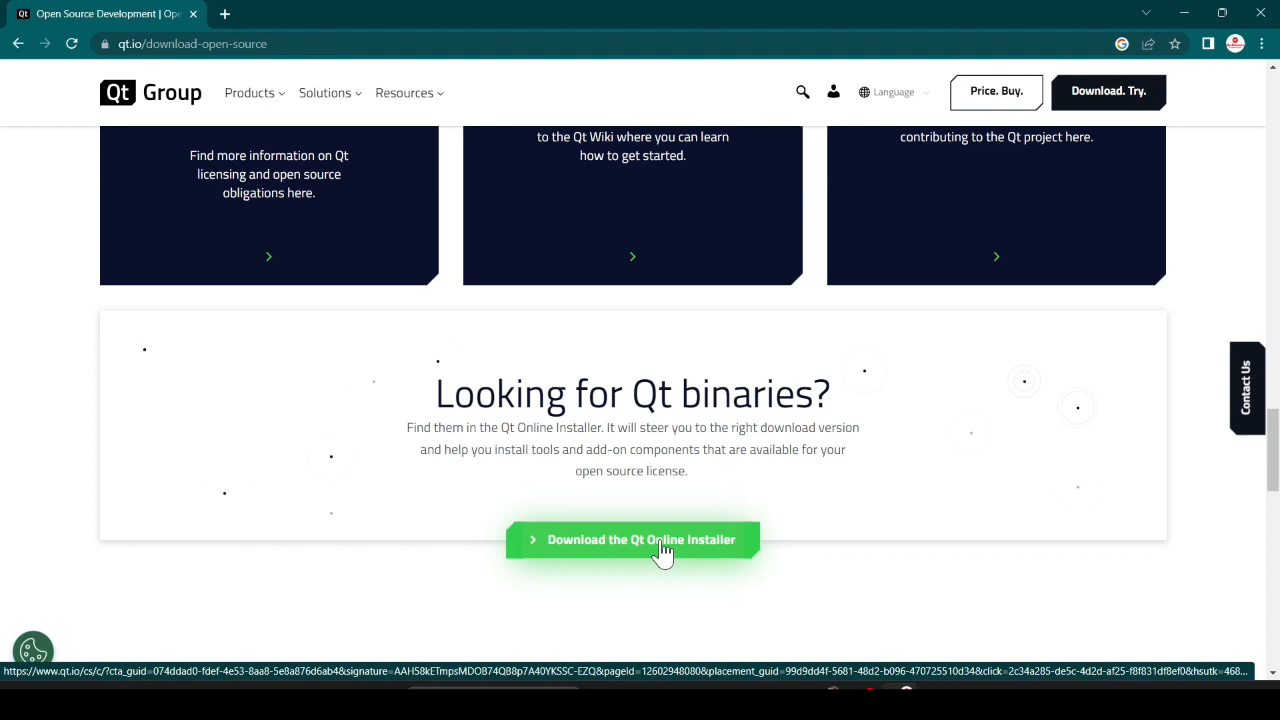 Qt Open Source Development | Ope
qt.io/download-open-source
Qt Group Products Solutions Resources Language Price. Buy. Download. Try.
Find more information on Qt
licensing and open source
obligations here.
to the Qt Wiki where you can learn
how to get started.
contributing to the Qt project here.
Contact Us
Looking for Qt binaries?
Find them in the Qt Online Installer. It will steer you to the right download version
and help you install tools and add-on components that are available for your
open source license.
Download the Qt Online Installer